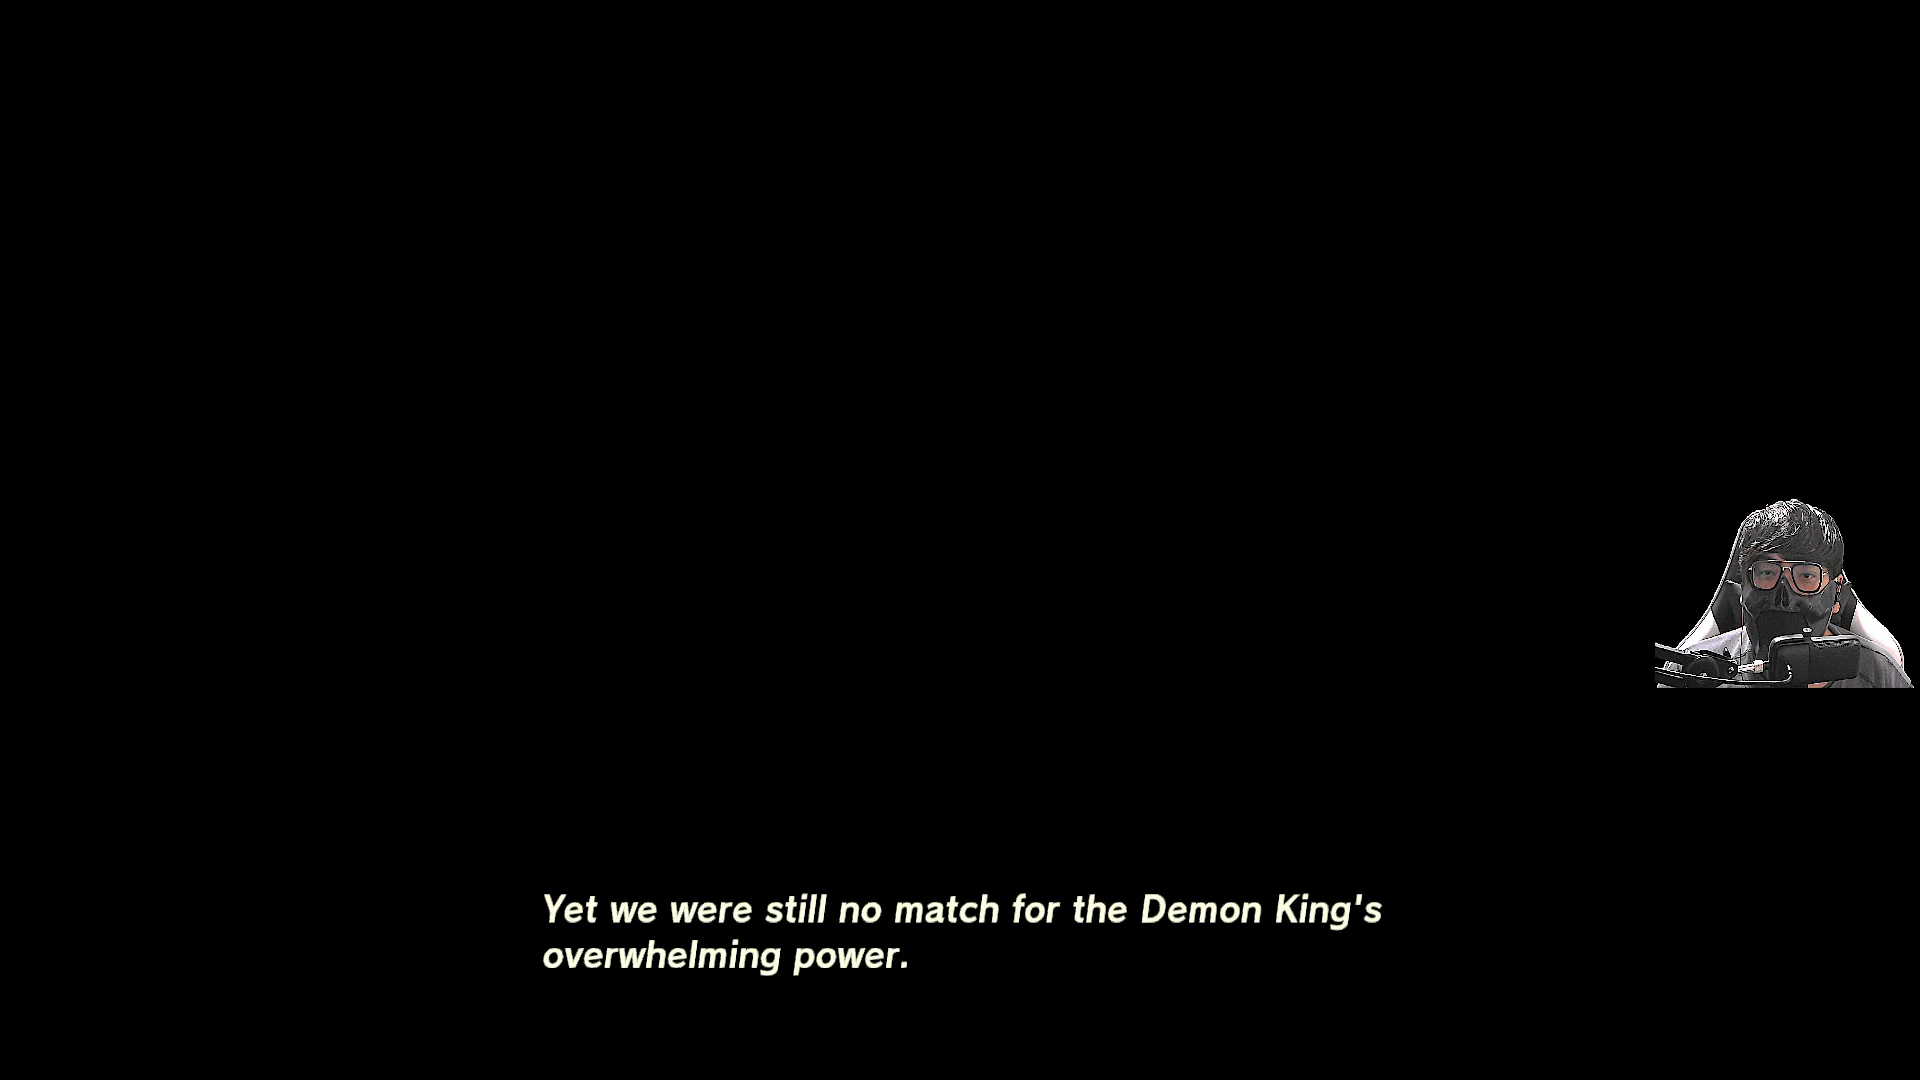 Yet we were still no match for the Demon King's
overwhelming power.